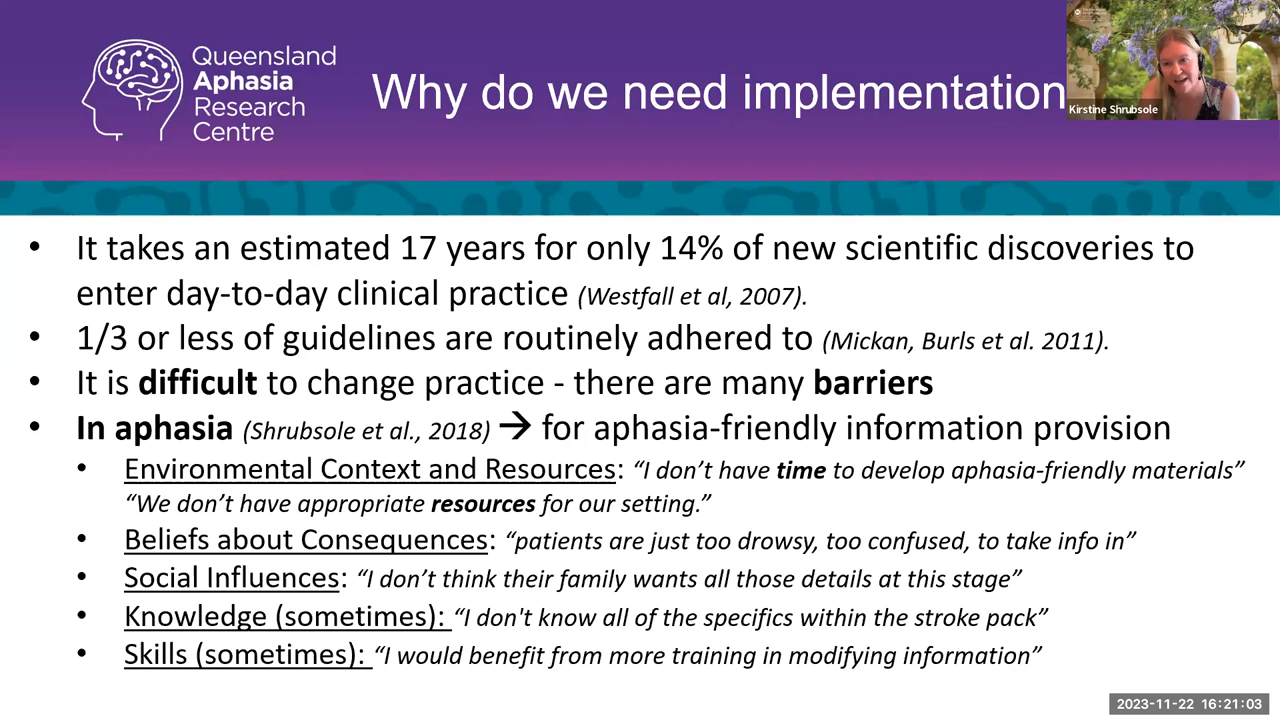 Queensland
Aphasia
Research
Centre
Why do we need implementation
Kirstine Shrubsole
• It takes an estimated 17 years for only 14% of new scientific discoveries to
enter day-to-day clinical practice (Westfall et al, 2007).
• 1/3 or less of guidelines are routinely adhered to (Mickan, Burls et al. 2011).
• It is difficult to change practice - there are many barriers
• In aphasia (Shrubsole et al., 2018) → for aphasia-friendly information provision
• Environmental Context and Resources: “I don’t have time to develop aphasia-friendly materials”
“We don’t have appropriate resources for our setting.”
• Beliefs about Consequences: “patients are just too drowsy, too confused, to take info in”
• Social Influences: “I don’t think their family wants all those details at this stage”
• Knowledge (sometimes): “I don't know all of the specifics within the stroke pack”
• Skills (sometimes): “I would benefit from more training in modifying information”
2023-11-22 16:21:03